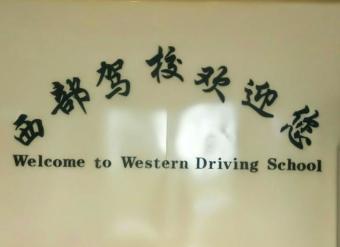 西部驾校欢迎您
Welcome to Western Driving School